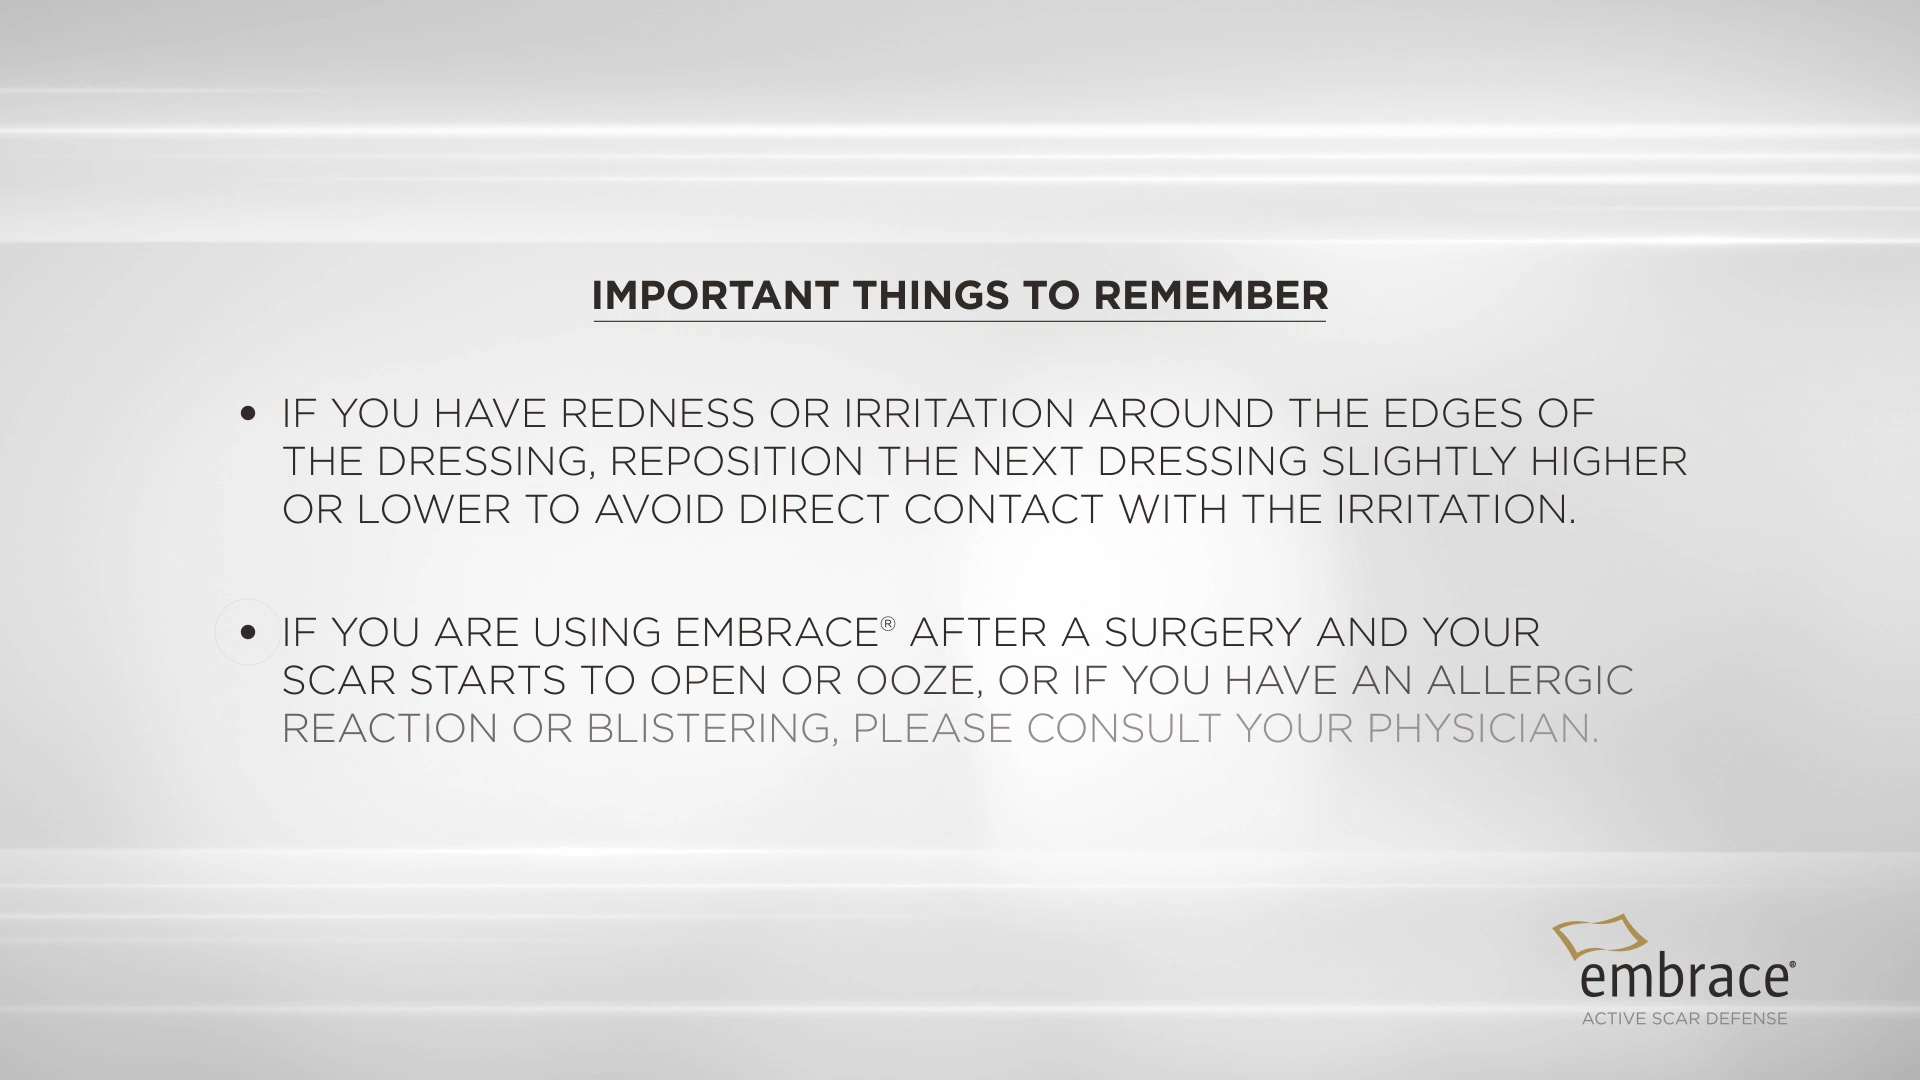 IMPORTANT THINGS TO REMEMBER
• IF YOU HAVE REDNESS OR IRRITATION AROUND THE EDGES OF
THE DRESSING, REPOSITION THE NEXT DRESSING SLIGHTLY HIGHER
OR LOWER TO AVOID DIRECT CONTACT WITH THE IRRITATION.
• IF YOU ARE USING EMBRACE® AFTER A SURGERY AND YOUR
SCAR STARTS TO OPEN OR OOZE, OR IF YOU HAVE AN ALLERGIC
REACTION OR BLISTERING, PLEASE CONSULT YOUR PHYSICIAN.
embrace®
ACTIVE SCAR DEFENSE